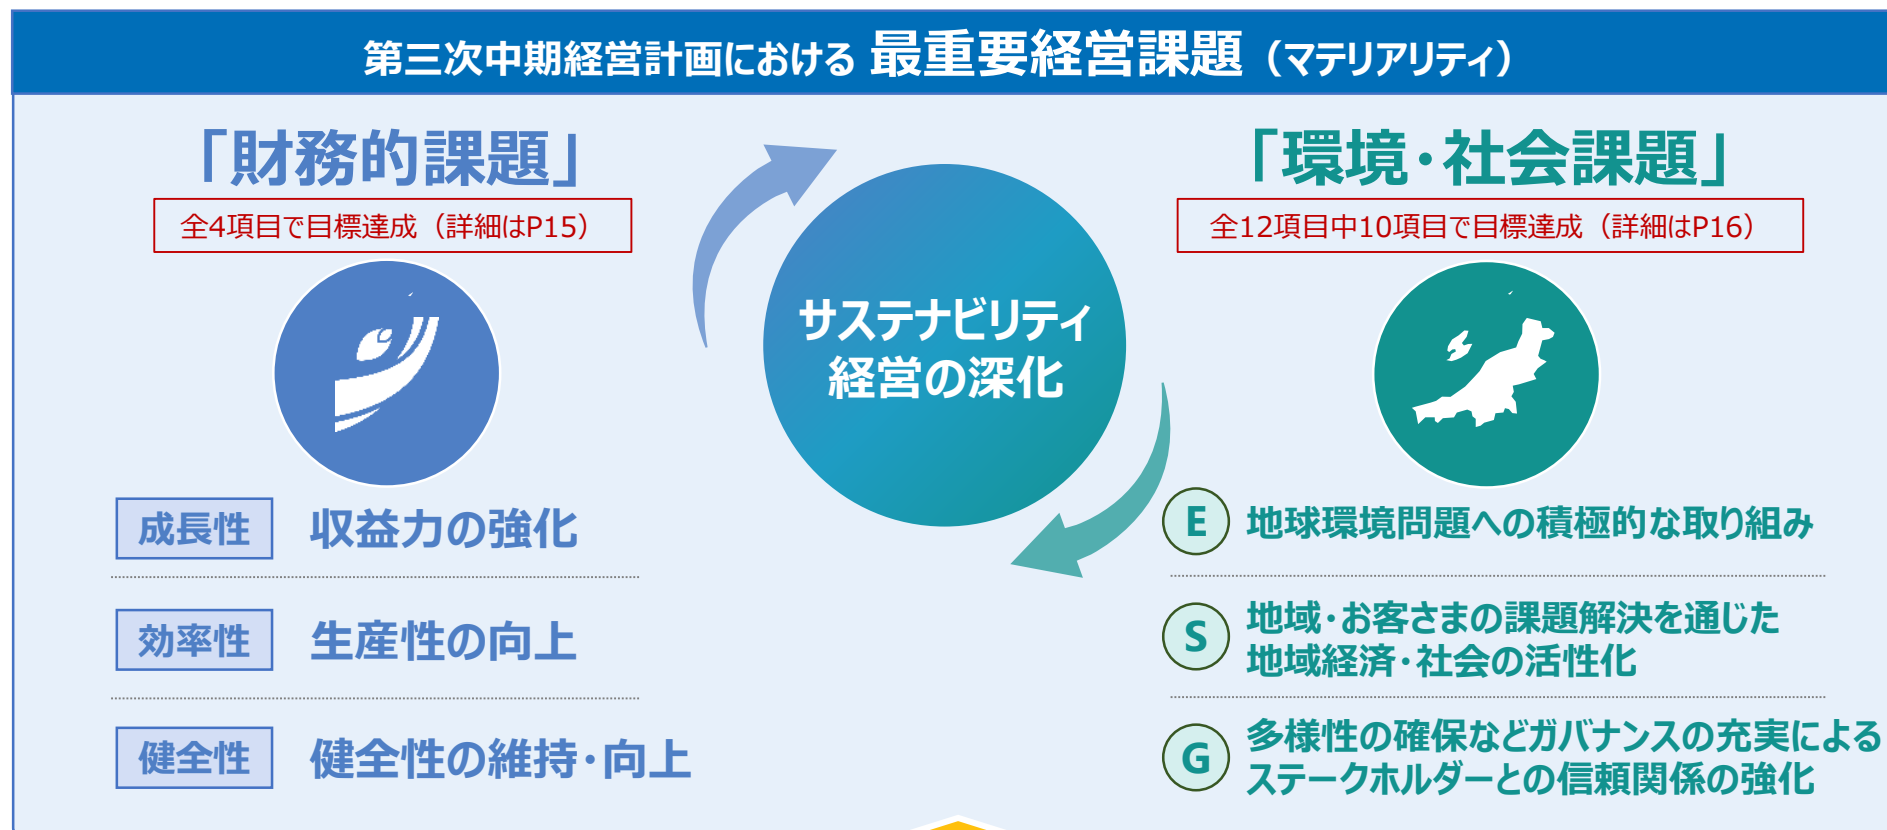 第三次中期経営計画における 最重要経営課題（マテリアリティ）
「財務的課題」
全4項目で目標達成（詳細はP15）
成長性 収益力の強化
効率性 生産性の向上
健全性 健全性の維持・向上
サステナビリティ
経営の深化
「環境・社会課題」
全12項目中10項目で目標達成（詳細はP16）
E 地球環境問題への積極的な取り組み
S 地域・お客さまの課題解決を通じた
地域経済・社会の活性化
G 多様性の確保などガバナンスの充実による
ステークホルダーとの信頼関係の強化